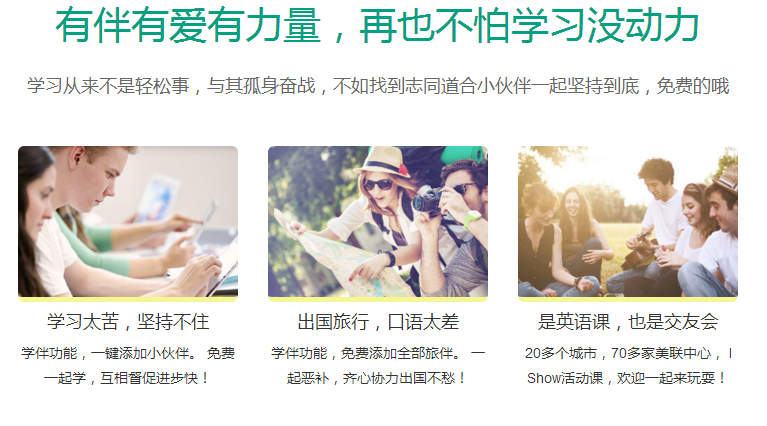 有伴有爱有力量，再也不怕学习没动力
学习从来不是轻松事，与其孤身奋战，不如找到志同道合小伙伴一起坚持到底，免费的哦
学习太苦，坚持不住
学伴功能，一键添加小伙伴。 免费
一起学，互相督促进步快！
出国旅行，口语太差
学伴功能，免费添加全部旅伴。 一
起恶补，齐心协力出国不愁！
是英语课，也是交友会
20多个城市，70多家美联中心， I
Show活动课，欢迎一起来玩耍！